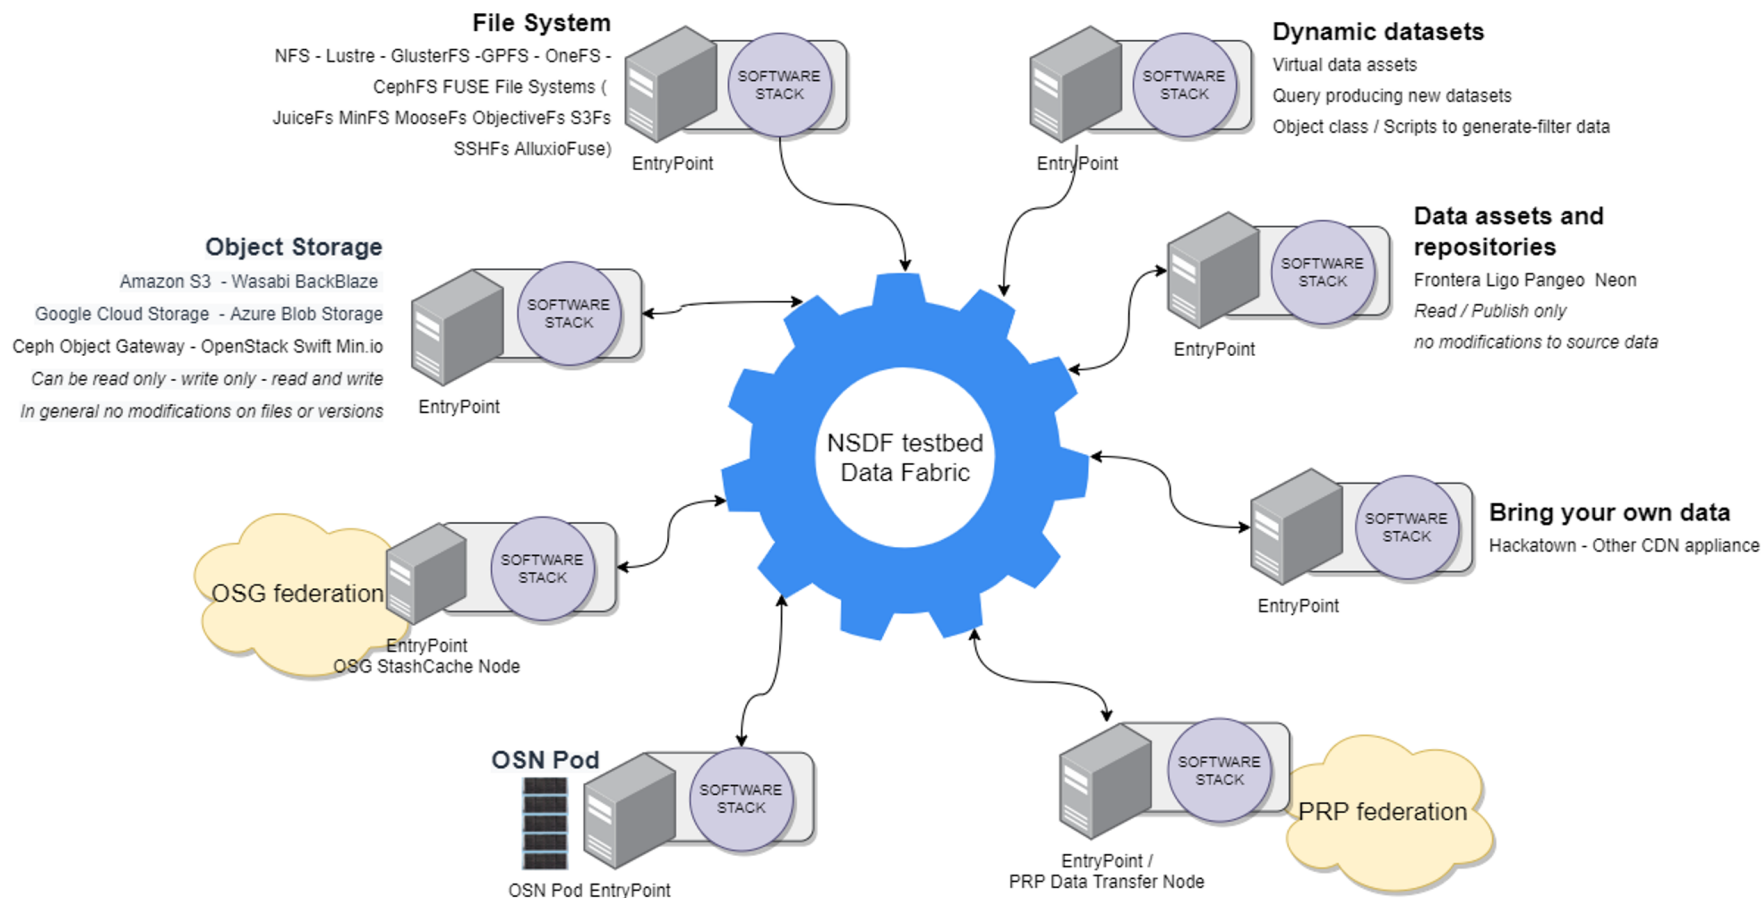 File System
NFS - Lustre - GlusterFS -GPFS - OneFS -
CephFS FUSE File Systems (
JuiceFs MinFS MooseFs ObjectiveFs S3Fs
SSHFs AlluxioFuse)
SOFTWARE
STACK
EntryPoint
SOFTWARE
STACK
EntryPoint
Dynamic datasets
Virtual data assets
Query producing new datasets
Object class / Scripts to generate-filter data
Object Storage
Amazon S3 - Wasabi BackBlaze
Google Cloud Storage - Azure Blob Storage
Ceph Object Gateway - OpenStack Swift Min.io
Can be read only - write only - read and write
In general no modifications on files or versions
SOFTWARE
STACK
EntryPoint
SOFTWARE
STACK
EntryPoint
Data assets and
repositories
Frontera Ligo Pangeo Neon
Read / Publish only
no modifications to source data
NSDF testbed
Data Fabric
SOFTWARE
STACK
EntryPoint
Bring your own data
Hackatown - Other CDN appliance
OSG federation
SOFTWARE
STACK
EntryPoint
OSG StashCache Node
OSN Pod
SOFTWARE
STACK
OSN Pod EntryPoint
SOFTWARE
STACK
PRP federation
EntryPoint /
PRP Data Transfer Node